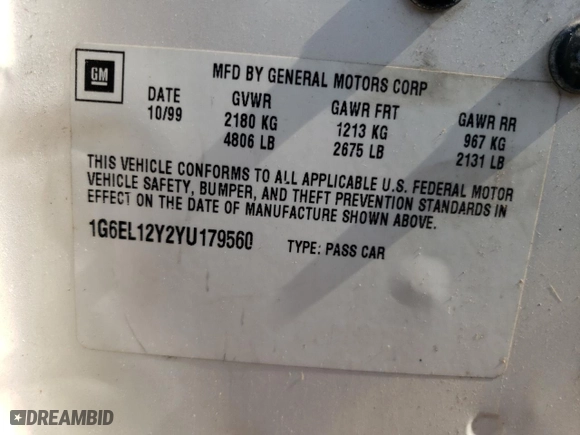 GM
MFD BY GENERAL MOTORS CORP
DATE GVWR GAWR FRT GAWR RR
10/99 2180 KG 1213 KG 967 KG
4806 LB 2675 LB 2131 LB
THIS VEHICLE CONFORMS TO ALL APPLICABLE U.S. FEDERAL MOTOR
VEHICLE SAFETY, BUMPER, AND THEFT PREVENTION STANDARDS IN
EFFECT ON THE DATE OF MANUFACTURE SHOWN ABOVE.
1G6EL12Y2YU179560 TYPE: PASS CAR
DREAMBID